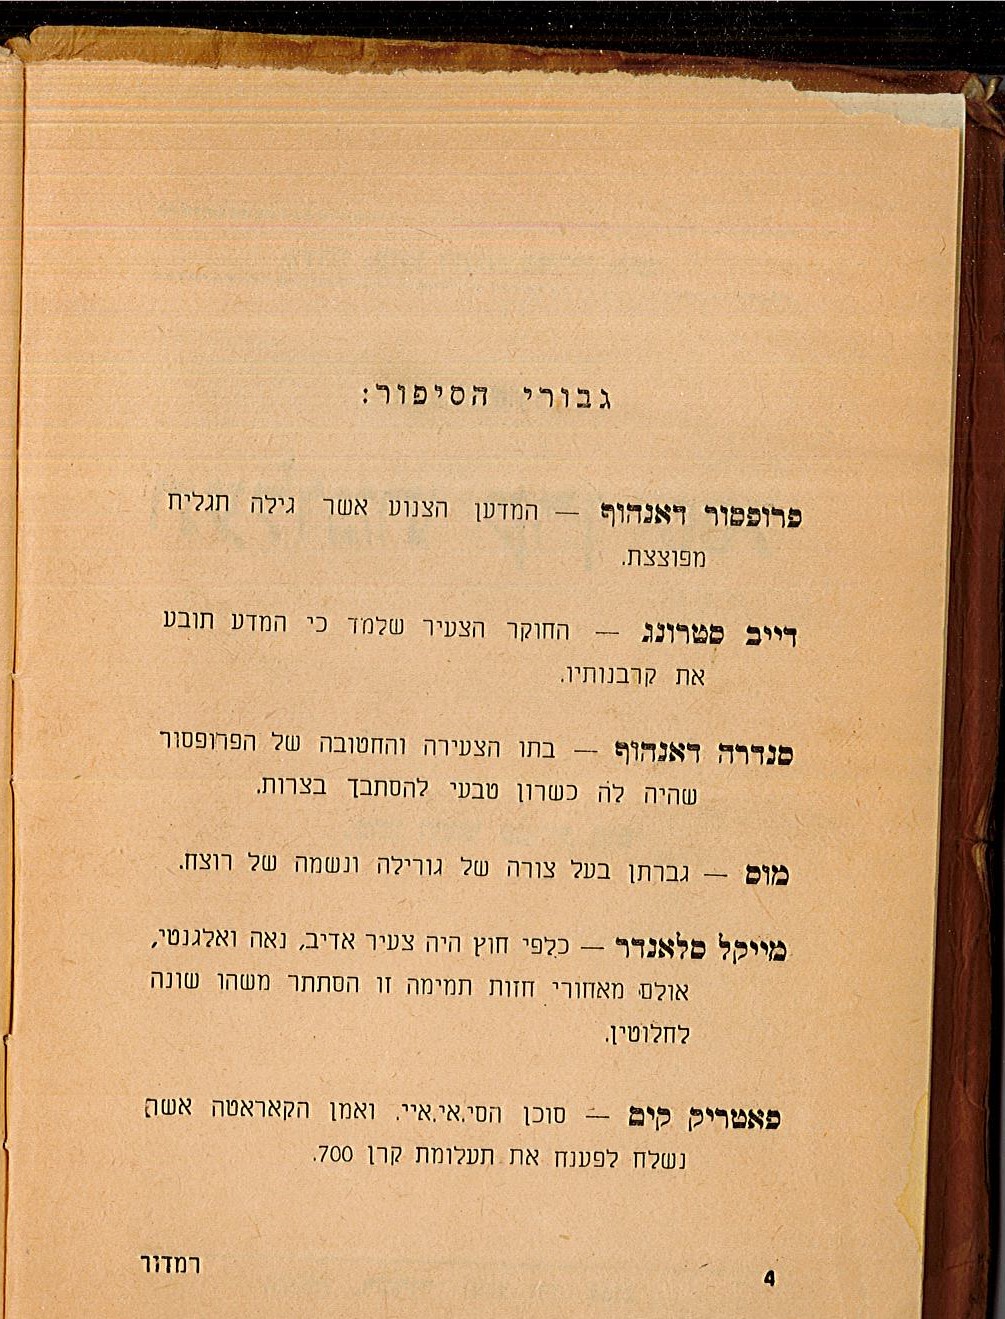 גבורי הסיפור:
פרופסור דאנהוף — המדען הצנוע אשר גילה תגלית
מפוצצת.
דייב סטרונג — החוקר הצעיר שלמד כי המדע תובע
את קרבנותיו.
סנדרה דאנהוף — בתו הצעירה והחטובה של הפרופסור
שהיה לה כשרון טבעי להסתבך בצרות.
מוס — גברתן בעל צורה של גורילה ונשמה של רוצח.
מייקל סלאנדר — כלפי חוץ היה צעיר אדיב, נאה ואלגנטי,
אולם מאחורי חזות תמימה זו הסתתר משהו שונה
לחלוטין.
פאטריק קים — סוכן הסי.אי.איי. ואמן הקאראטה אשר
נשלח לפענח את תעלומת קרן 700.
רמדור
4